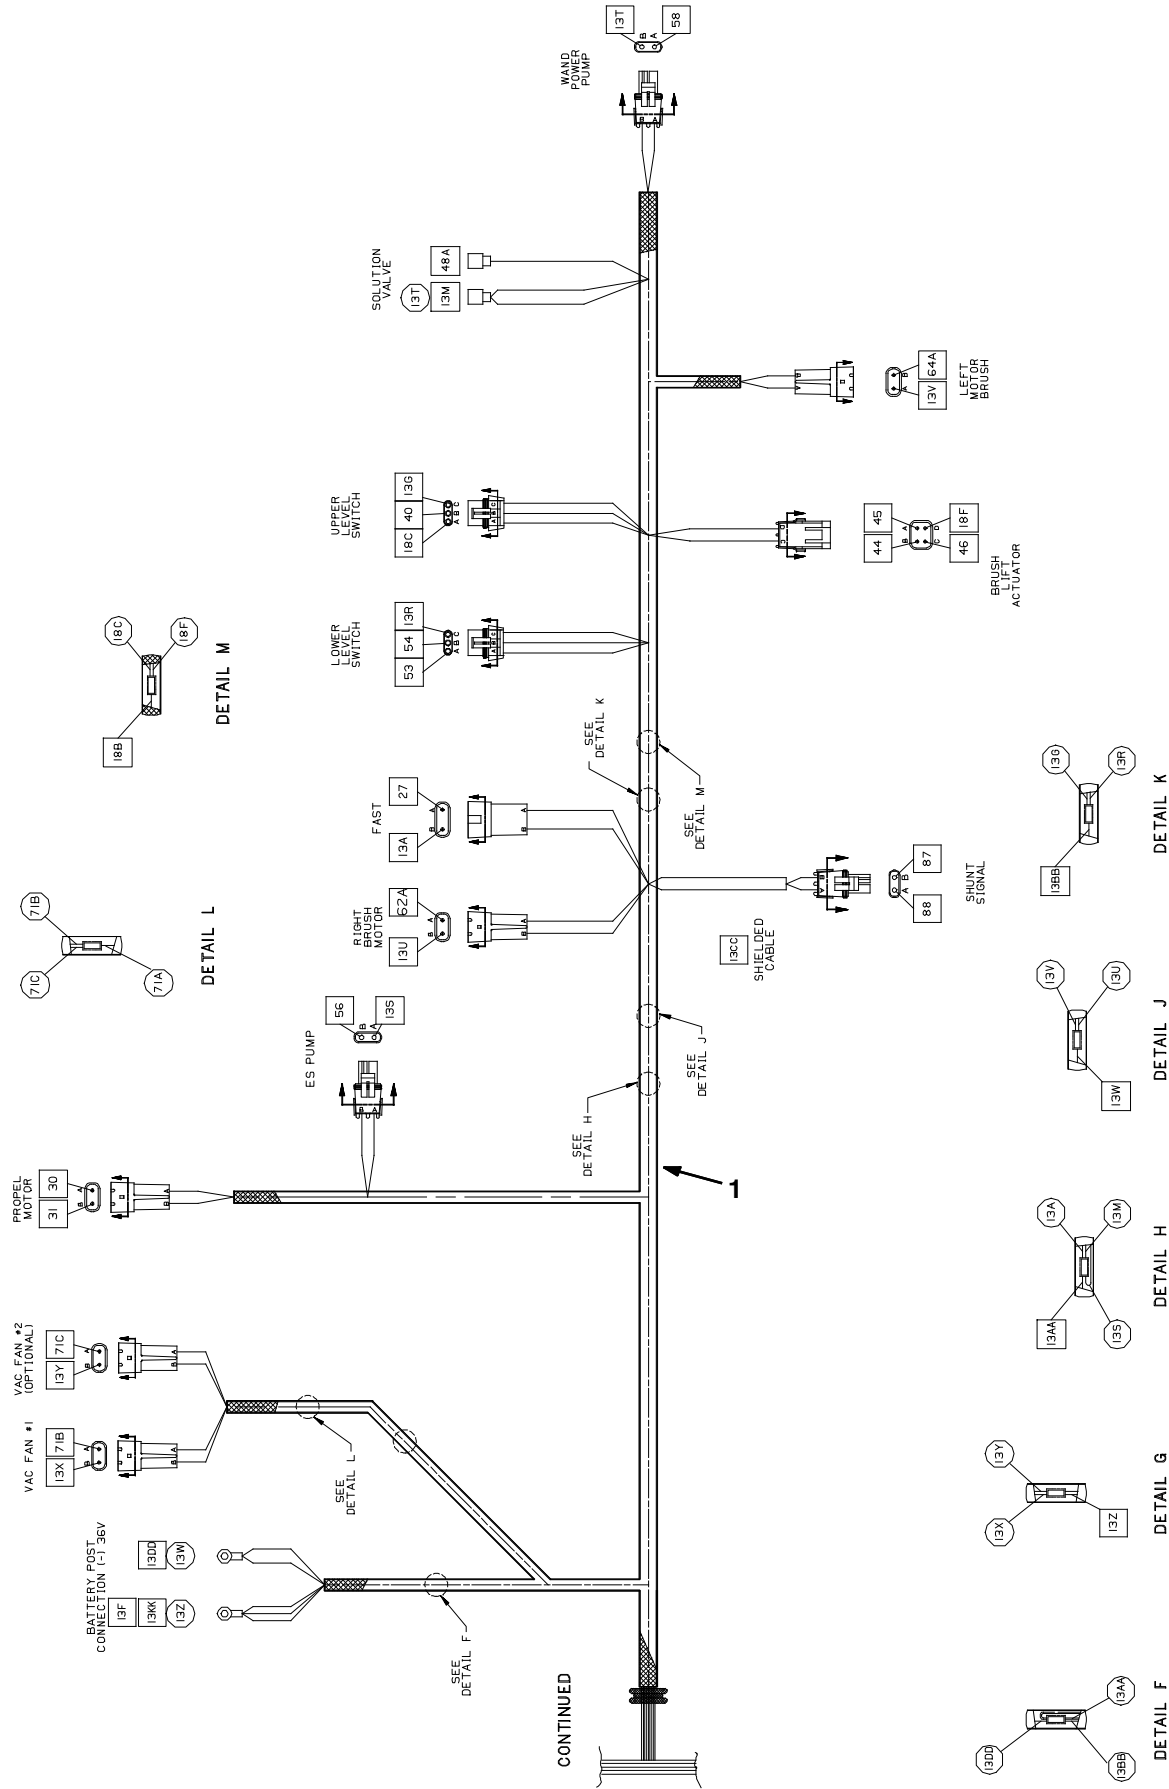 BATTERY POST
CONNECTION (-) 36V
13F
13KK
13Z
13DD
13W
VAC FAN #1
13X
71B
B
A
VAC FAN #2
(OPTIONAL)
13Y
71C
B
A
PROPEL
MOTOR
31
30
B
A
B
A
ES PUMP
56
13S
B
A
B
A
RIGHT
BRUSH
MOTOR
13U
62A
B
A
B
A
FAST
13A
27
B
A
B
A
LOWER
LEVEL
SWITCH
53
54
13R
A B C
UPPER
LEVEL
SWITCH
18C
40
13G
A B C
SOLUTION
VALVE
13T
13M
48A
WAND
POWER
PUMP
13T
58
B
A
B
A
71C
71B
71A
DETAIL L
18B
18C
18F
DETAIL M
SEE
DETAIL F
SEE
DETAIL L
SEE
DETAIL H
SEE
DETAIL J
SEE
DETAIL K
SEE
DETAIL M
CONTINUED
1
13CC
SHIELDED
CABLE
88
87
A
B
SHUNT
SIGNAL
44
45
46
18F
B
A
C
D
BRUSH
LIFT
ACTUATOR
13V
64A
A
B
LEFT
MOTOR
BRUSH
13DD
13BB
13AA
DETAIL F
13X
13Y
13Z
DETAIL G
13AA
13A
13S
13M
DETAIL H
13W
13V
13U
DETAIL J
13BB
13G
13R
DETAIL K